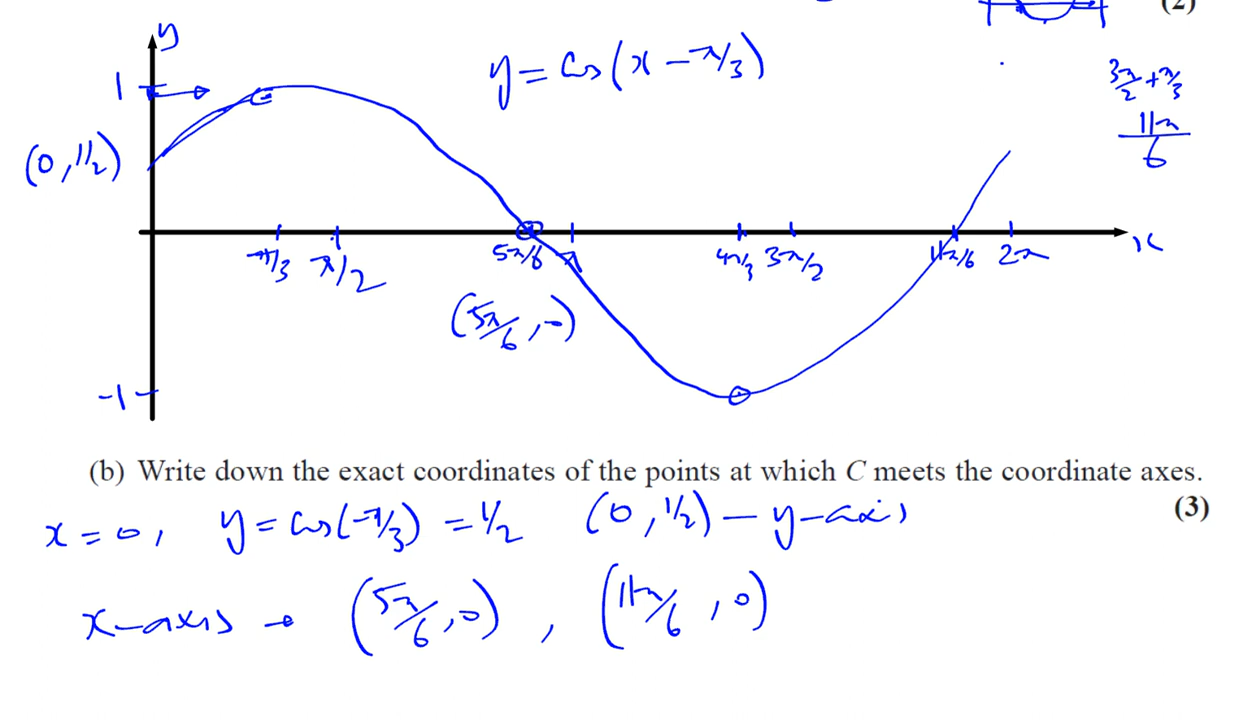 (2)
y
y = cos(x - π/3)
1
3π/2 + π/3
11π/6
(0, 1/2)
π/3 π/2 5π/6 π 4π/3 3π/2 11π/6 2π x
(5π/6, 0)
-1
(b) Write down the exact coordinates of the points at which C meets the coordinate axes.
(3)
x = 0, y = cos(-π/3) = 1/2 (0, 1/2) - y-axis
x-axis → (5π/6, 0), (11π/6, 0)